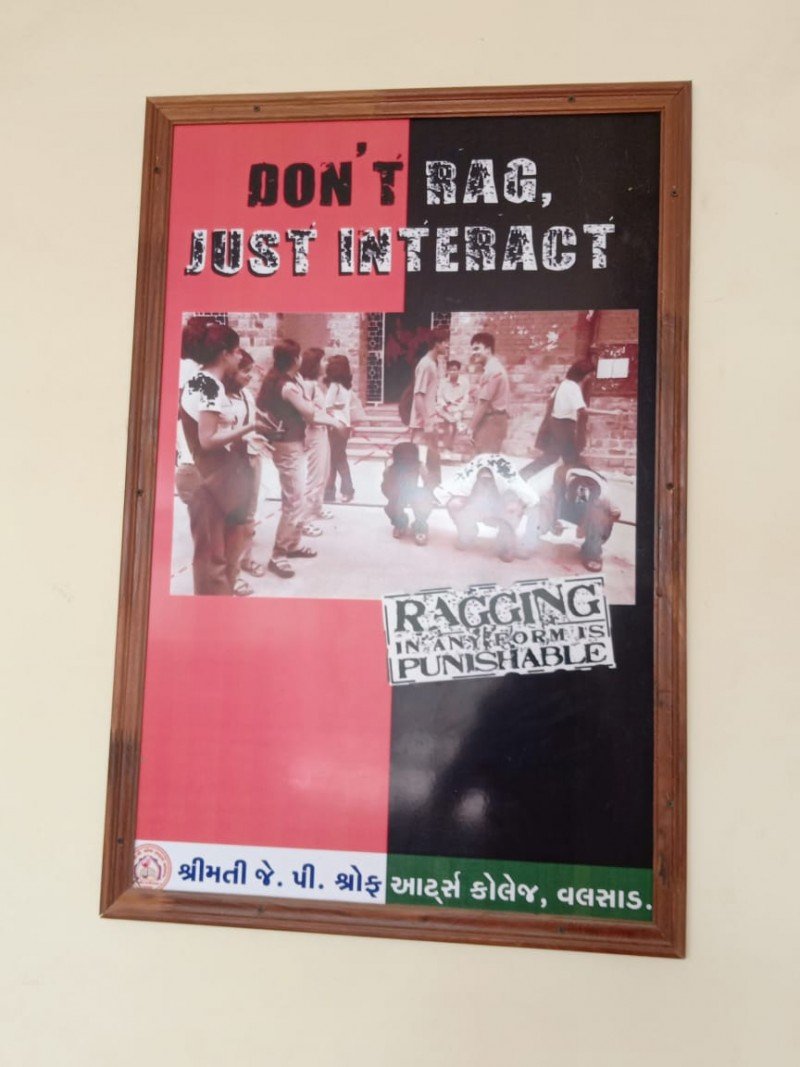 DON'T RAG,
JUST INTERACT
RAGGING
IN ANY FORM IS
PUNISHABLE
શ્રીમતી જે. પી. શ્રોફ આર્ટ્સ કોલેજ, વલસાડ.